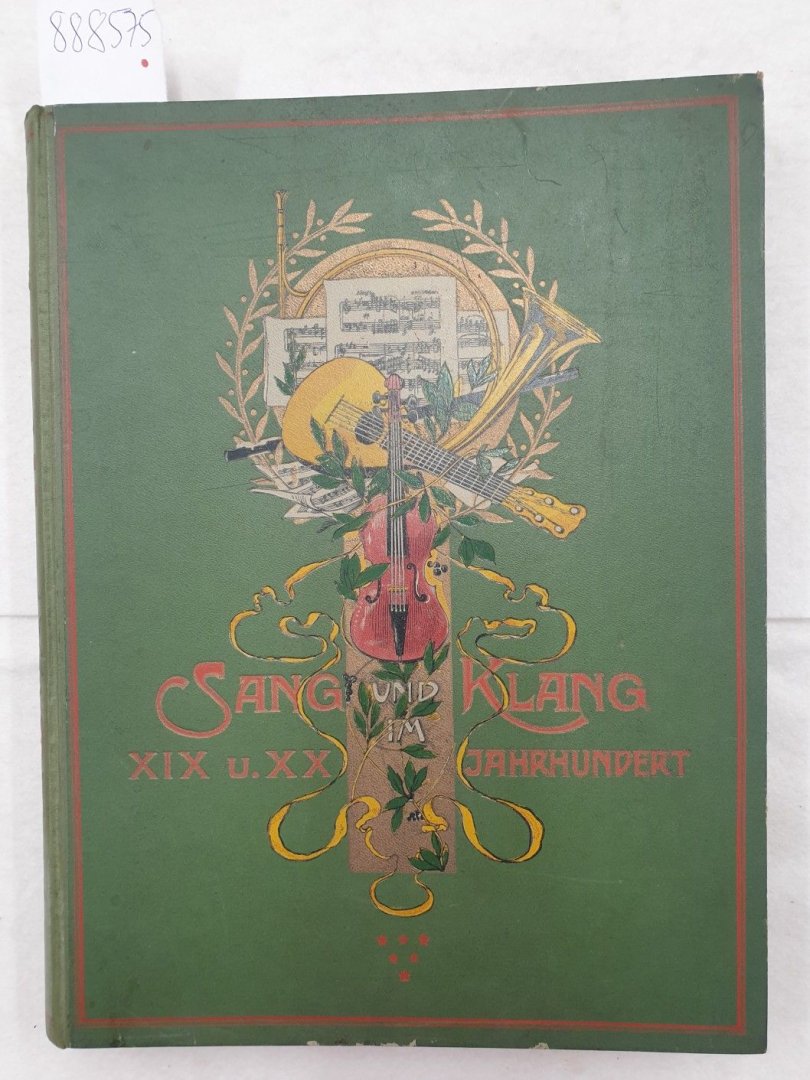 888575
SANG UND KLANG
IM
XIX U. XX JAHRHUNDERT